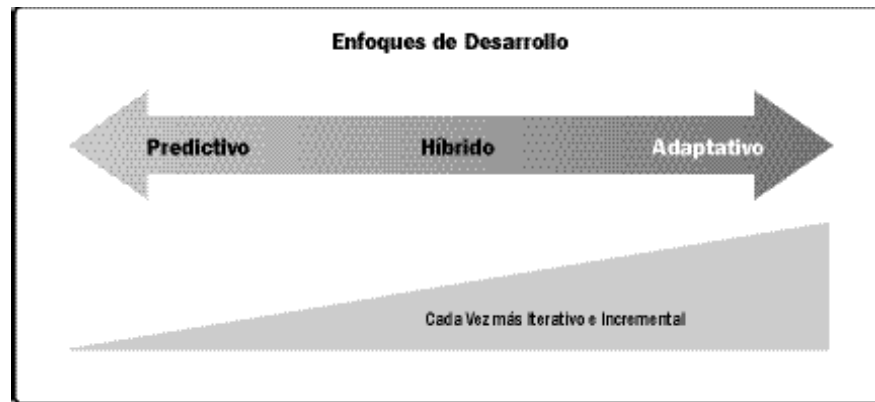 Enfoques de Desarrollo
Predictivo Híbrido Adaptativo
Cada Vez más Iterativo e Incremental